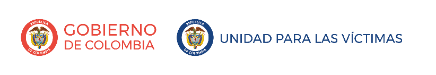 GOBIERNO
DE COLOMBIA
UNIDAD PARA LAS VÍCTIMAS